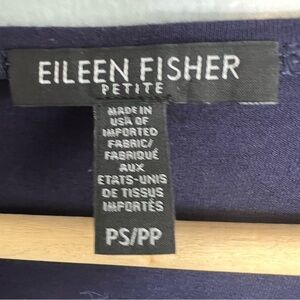 EILEEN FISHER
PETITE
MADE IN
USA OF
IMPORTED
FABRIC/
FABRIQUÉ
AUX
ETATS-UNIS
DE TISSUS
IMPORTÉS
PS/PP